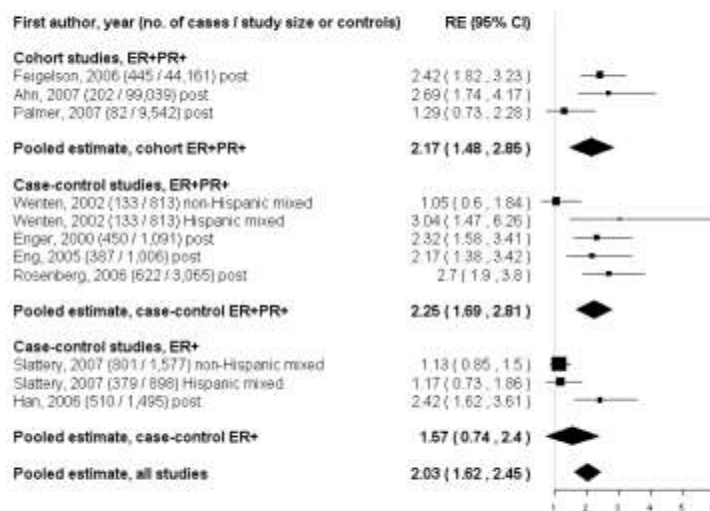 First author, year (no. of cases / study size or controls) RE (95% CI)
Cohort studies, ER+PR+
Feigelson, 2006 (445 / 44,161) post 2.42 ( 1.82 , 3.23 )
Ahn, 2007 (202 / 99,039) post 2.69 ( 1.74 , 4.17 )
Palmer, 2007 (82 / 9,542) post 1.29 ( 0.73 , 2.28 )
Pooled estimate, cohort ER+PR+ 2.17 ( 1.48 , 2.85 )
Case-control studies, ER+PR+
Wenten, 2002 (133 / 813) non-Hispanic mixed 1.05 ( 0.6 , 1.84 )
Wenten, 2002 (133 / 813) Hispanic mixed 3.04 ( 1.47 , 6.26 )
Enger, 2000 (450 / 1,091) post 2.32 ( 1.58 , 3.41 )
Eng, 2005 (387 / 1,006) post 2.17 ( 1.38 , 3.42 )
Rosenberg, 2006 (622 / 3,065) post 2.7 ( 1.9 , 3.8 )
Pooled estimate, case-control ER+PR+ 2.25 ( 1.69 , 2.81 )
Case-control studies, ER+
Slattery, 2007 (801 / 1,577) non-Hispanic mixed 1.13 ( 0.85 , 1.5 )
Slattery, 2007 (379 / 898) Hispanic mixed 1.17 ( 0.73 , 1.86 )
Han, 2006 (510 / 1,495) post 2.42 ( 1.62 , 3.61 )
Pooled estimate, case-control ER+ 1.57 ( 0.74 , 2.4 )
Pooled estimate, all studies 2.03 ( 1.62 , 2.45 )
1 2 3 4 5